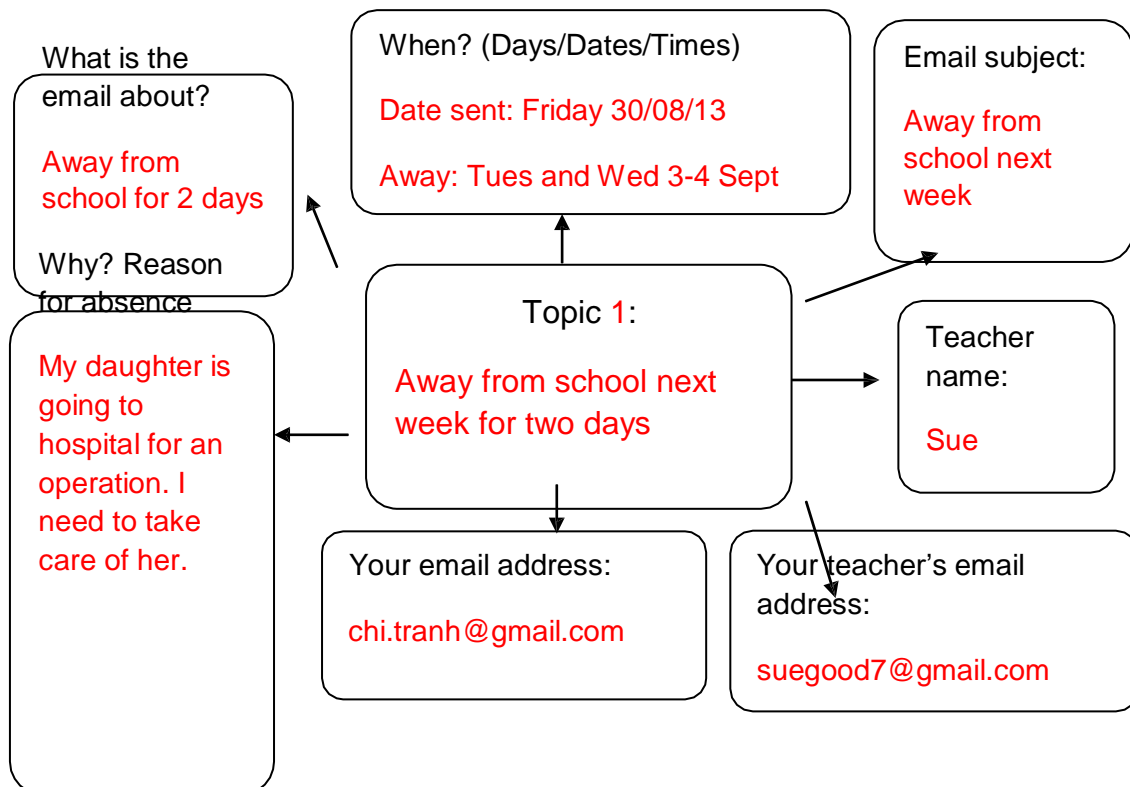 What is the
email about?
Away from
school for 2 days
Why? Reason
for absence
My daughter is
going to
hospital for an
operation. I
need to take
care of her.
When? (Days/Dates/Times)
Date sent: Friday 30/08/13
Away: Tues and Wed 3-4 Sept
Email subject:
Away from
school next
week
Topic 1:
Away from school next
week for two days
Teacher
name:
Sue
Your email address:
chi.tranh@gmail.com
Your teacher’s email
address:
suegood7@gmail.com